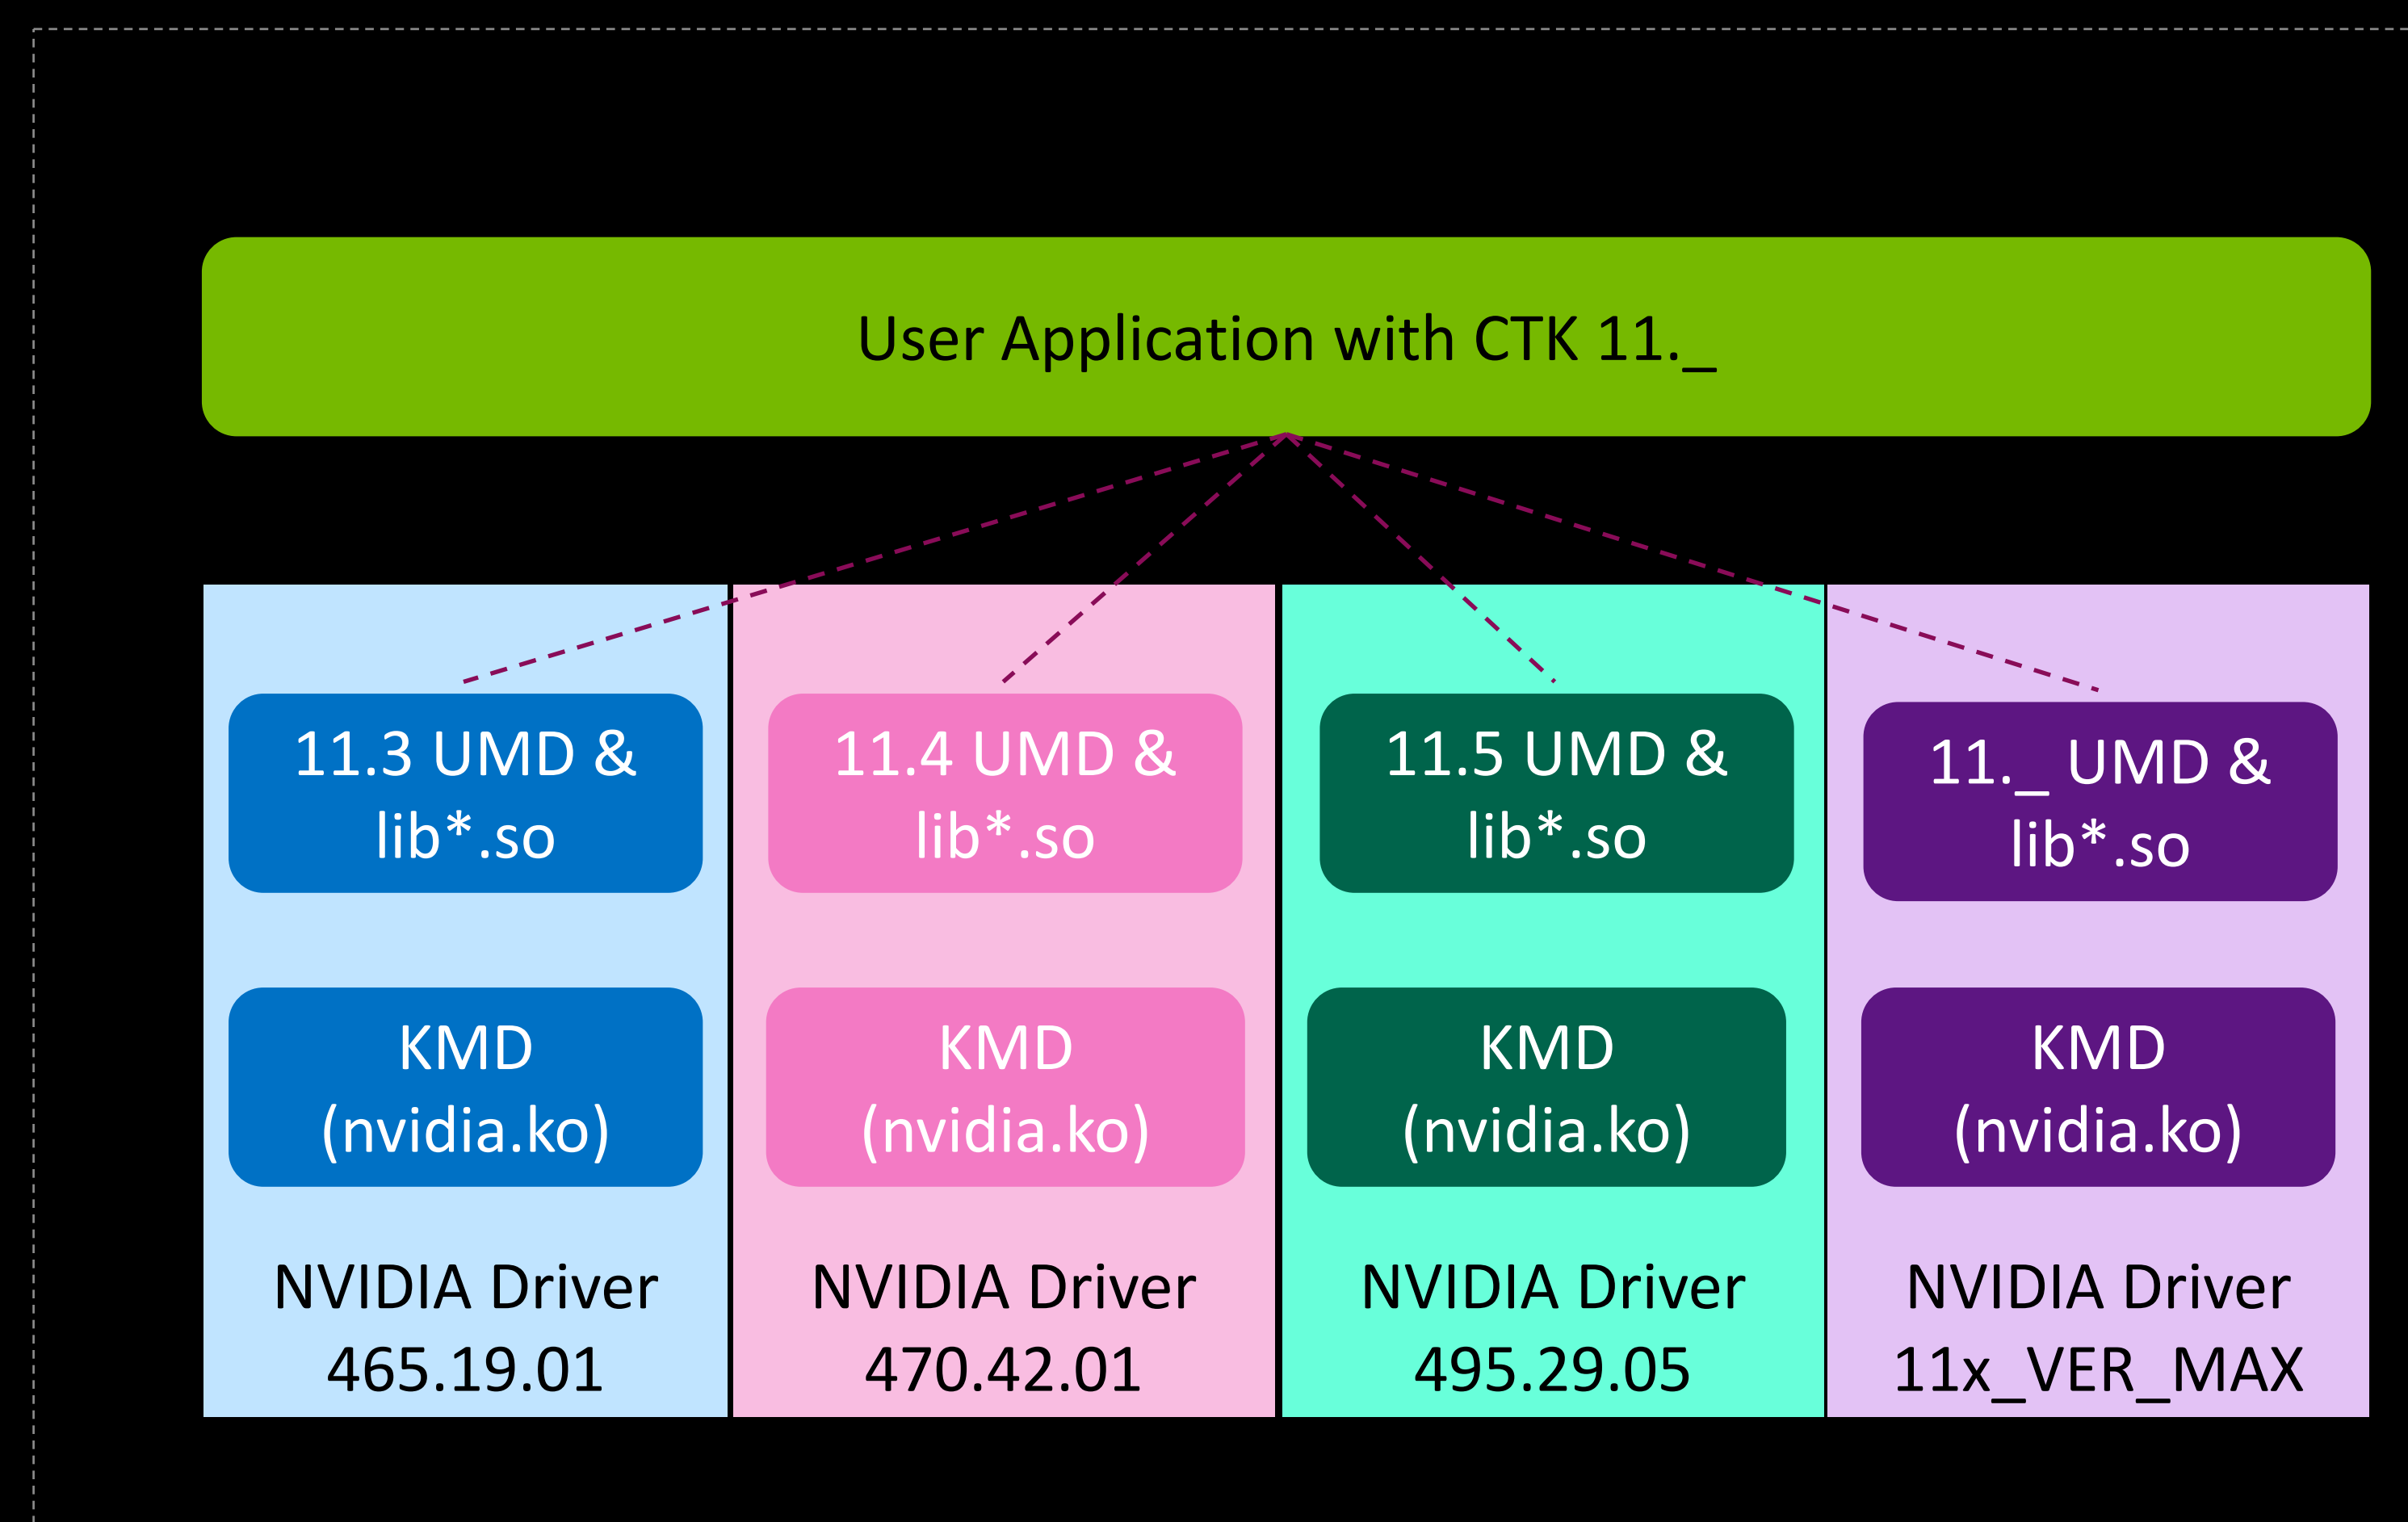 User Application with CTK 11._
11.3 UMD &
lib*.so
KMD
(nvidia.ko)
NVIDIA Driver
465.19.01
11.4 UMD &
lib*.so
KMD
(nvidia.ko)
NVIDIA Driver
470.42.01
11.5 UMD &
lib*.so
KMD
(nvidia.ko)
NVIDIA Driver
495.29.05
11._ UMD &
lib*.so
KMD
(nvidia.ko)
NVIDIA Driver
11x_VER_MAX